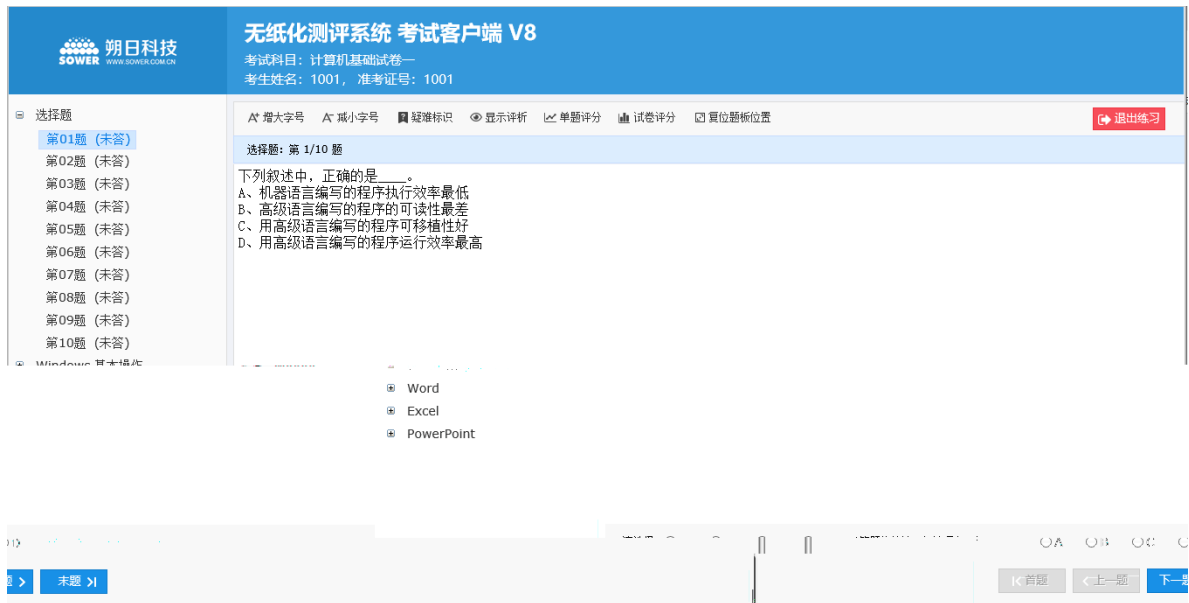 朔日科技
SOWER WWW.SOWER.COM.CN
无纸化测评系统 考试客户端 V8
考试科目：计算机基础试卷一
考生姓名：1001，准考证号：1001
选择题
第01题 (未答)
第02题 (未答)
第03题 (未答)
第04题 (未答)
第05题 (未答)
第06题 (未答)
第07题 (未答)
第08题 (未答)
第09题 (未答)
第10题 (未答)
Windows 基本操作
增大字号 减小字号 疑难标识 显示评析 单题评分 试卷评分 复位题板位置 退出练习
选择题: 第 1/10 题
下列叙述中，正确的是____。
A、机器语言编写的程序执行效率最低
B、高级语言编写的程序的可读性最差
C、用高级语言编写的程序可移植性好
D、用高级语言编写的程序运行效率最高
Word
Excel
PowerPoint
A B C
末题 首题 上一题 下一题